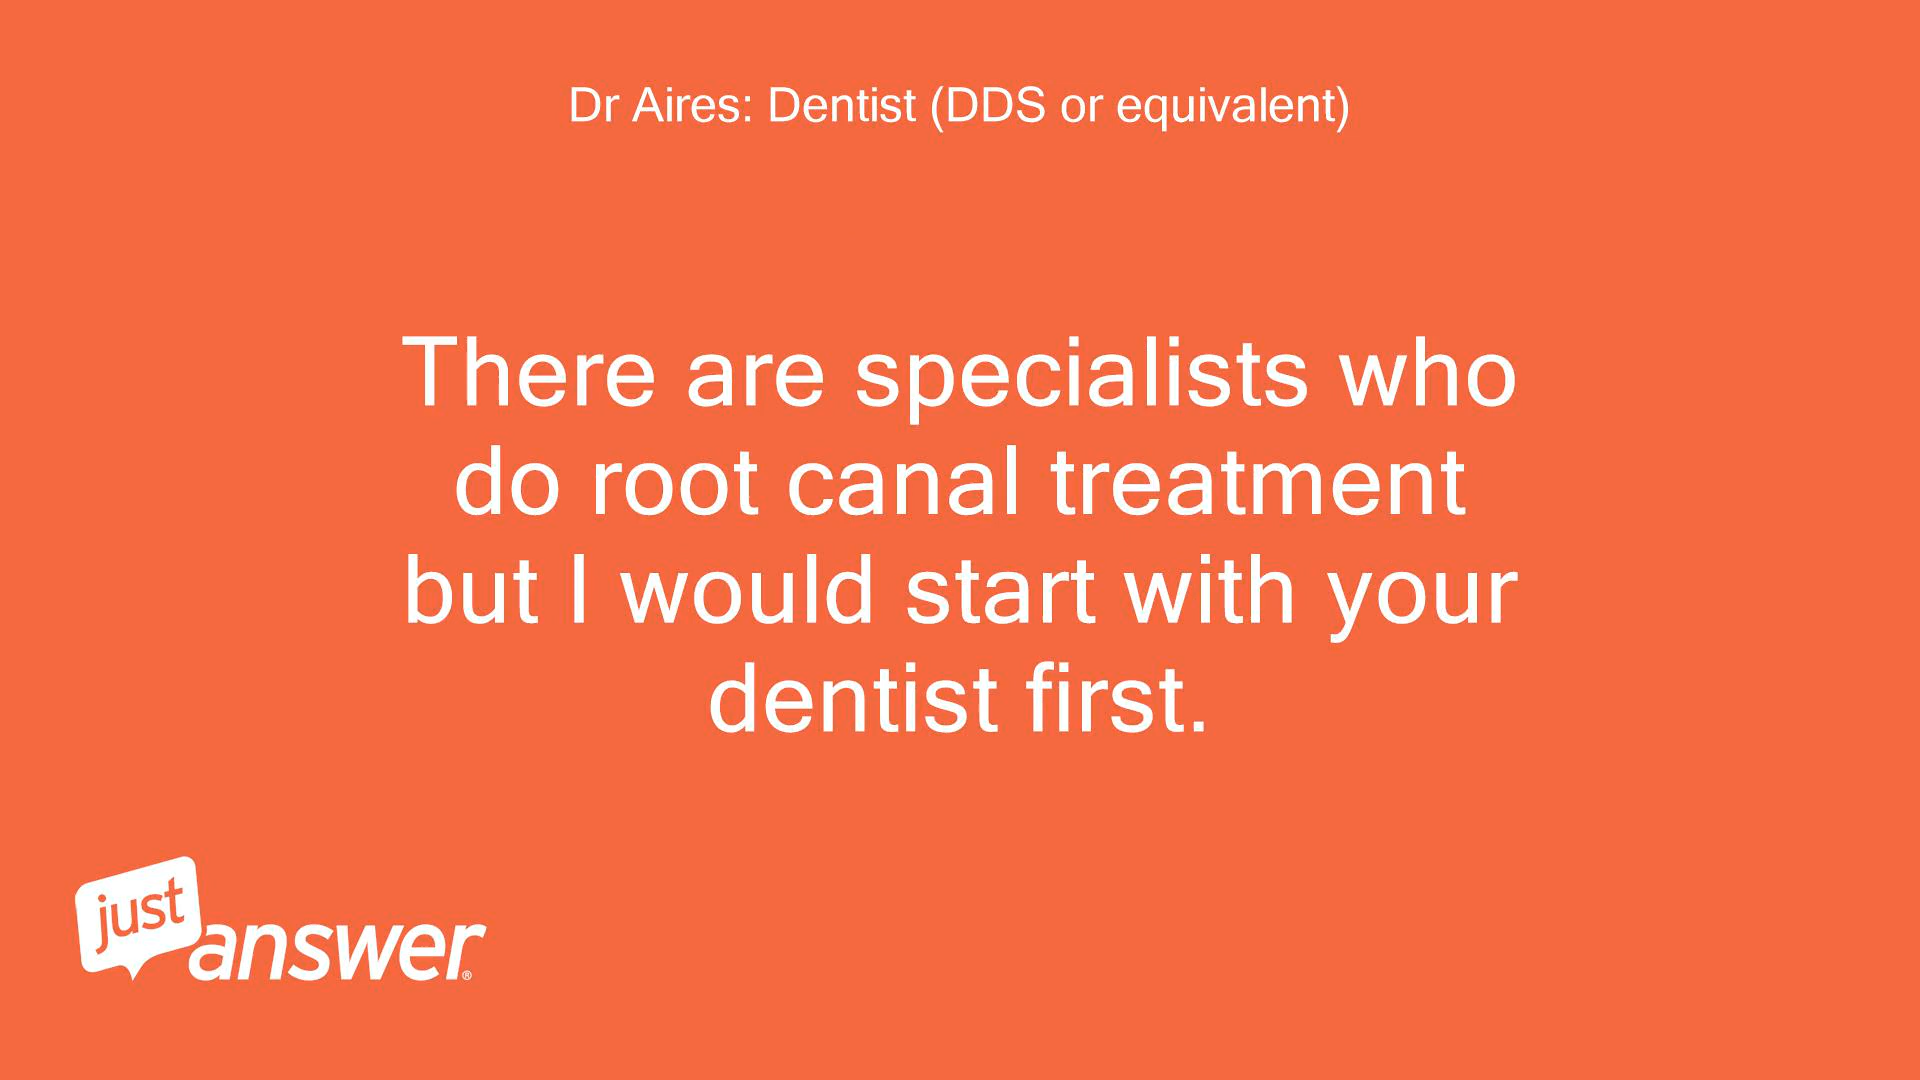 Dr Aires: Dentist (DDS or equivalent)
There are specialists who
do root canal treatment
but I would start with your
dentist first.
just
answer®